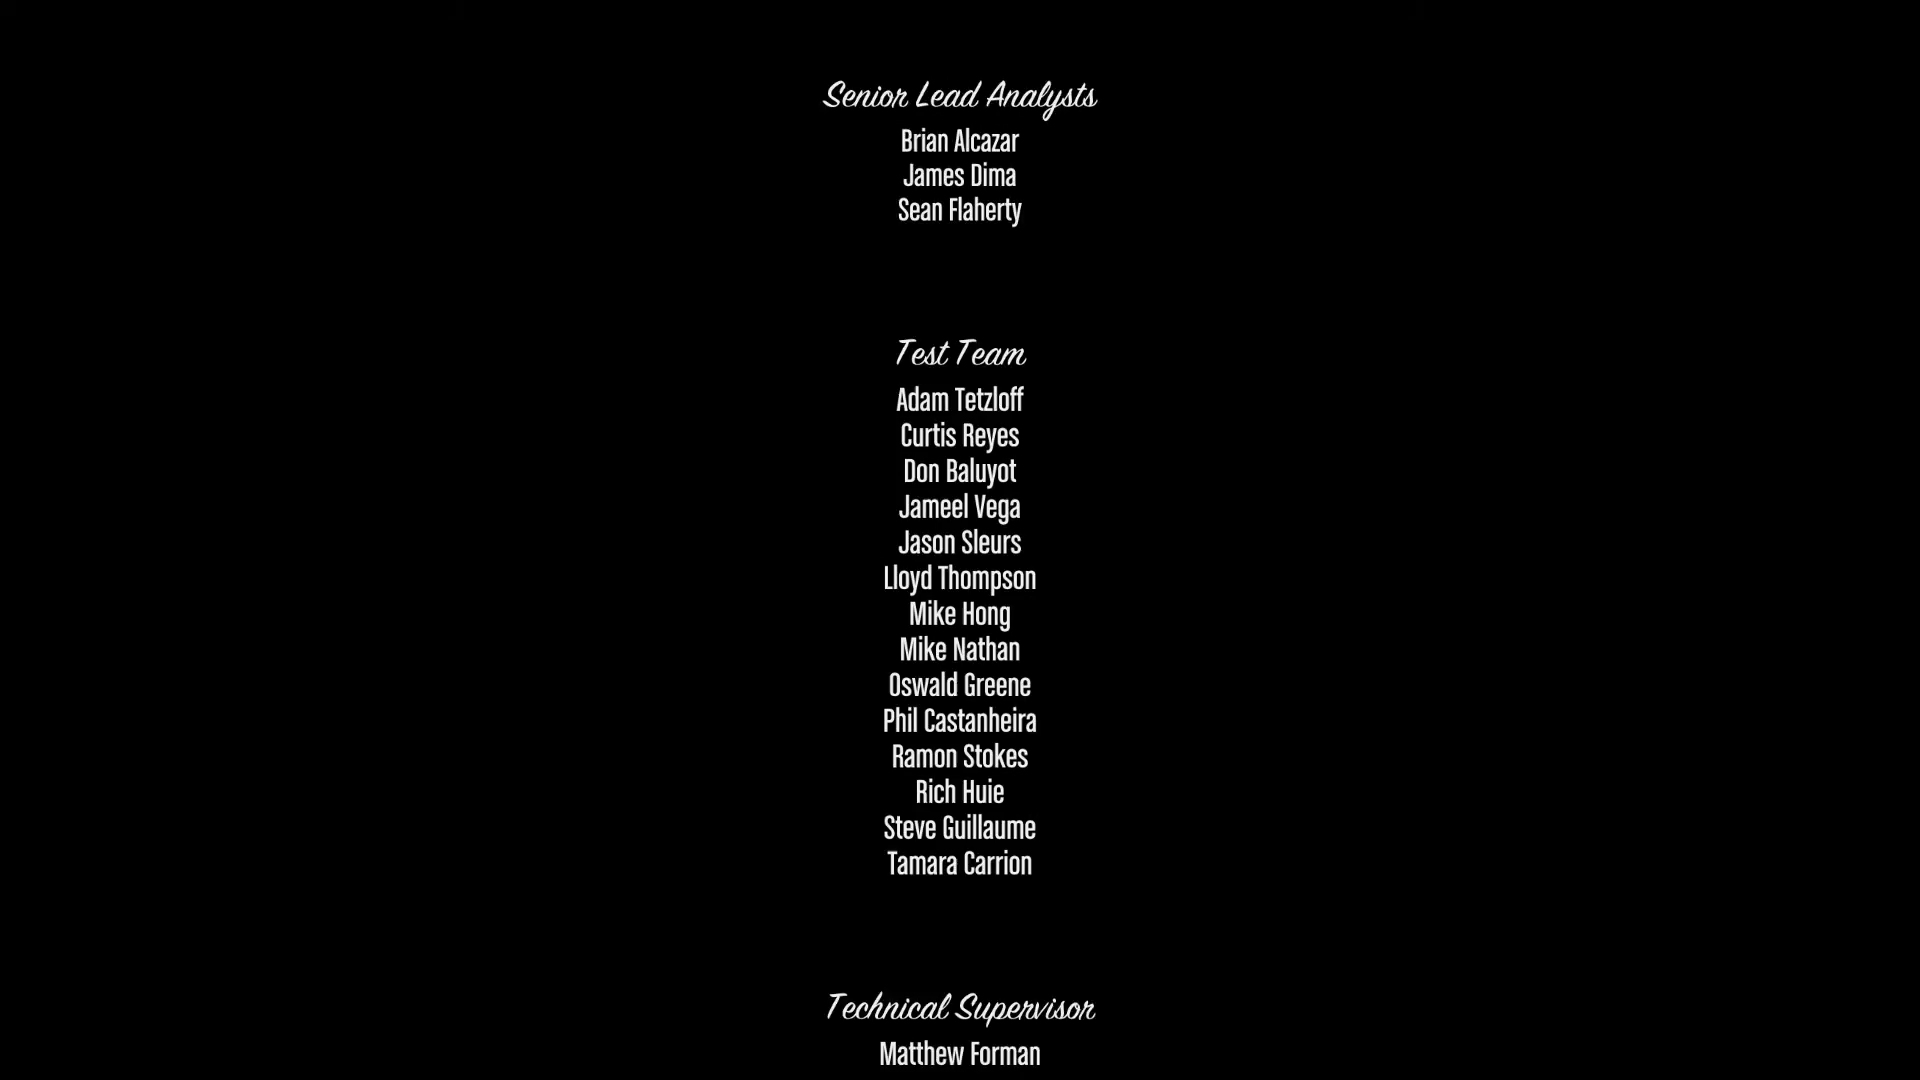 Senior Lead Analysts
Brian Alcazar
James Dima
Sean Flaherty
Test Team
Adam Tetzloff
Curtis Reyes
Don Baluyot
Jameel Vega
Jason Sleurs
Lloyd Thompson
Mike Hong
Mike Nathan
Oswald Greene
Phil Castanheira
Ramon Stokes
Rich Huie
Steve Guillaume
Tamara Carrion
Technical Supervisor
Matthew Forman